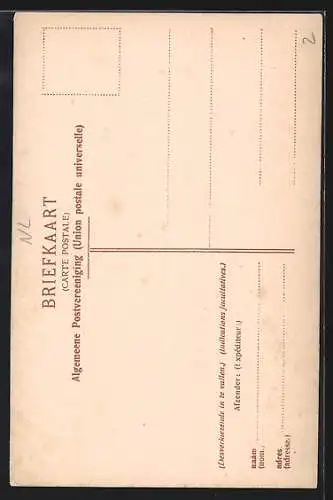 BRIEFKAART
(CARTE POSTALE)
Algemeene Postvereeniging (Union postale universelle)
(Desverkiezende in te vullen.) (Indications facultatives.)
Afzender: (Expéditeur:)
naam
(nom.)
adres
(adresse.)
NL
2